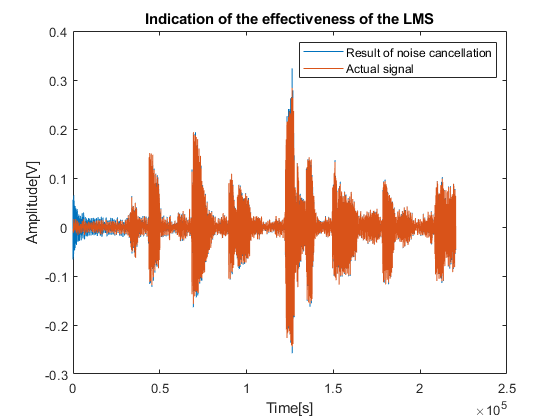 Indication of the effectiveness of the LMS
Result of noise cancellation
Actual signal
0.4
0.3
0.2
0.1
0
-0.1
-0.2
-0.3
Amplitude[V]
0 0.5 1 1.5 2 2.5
Time[s]
×10⁵